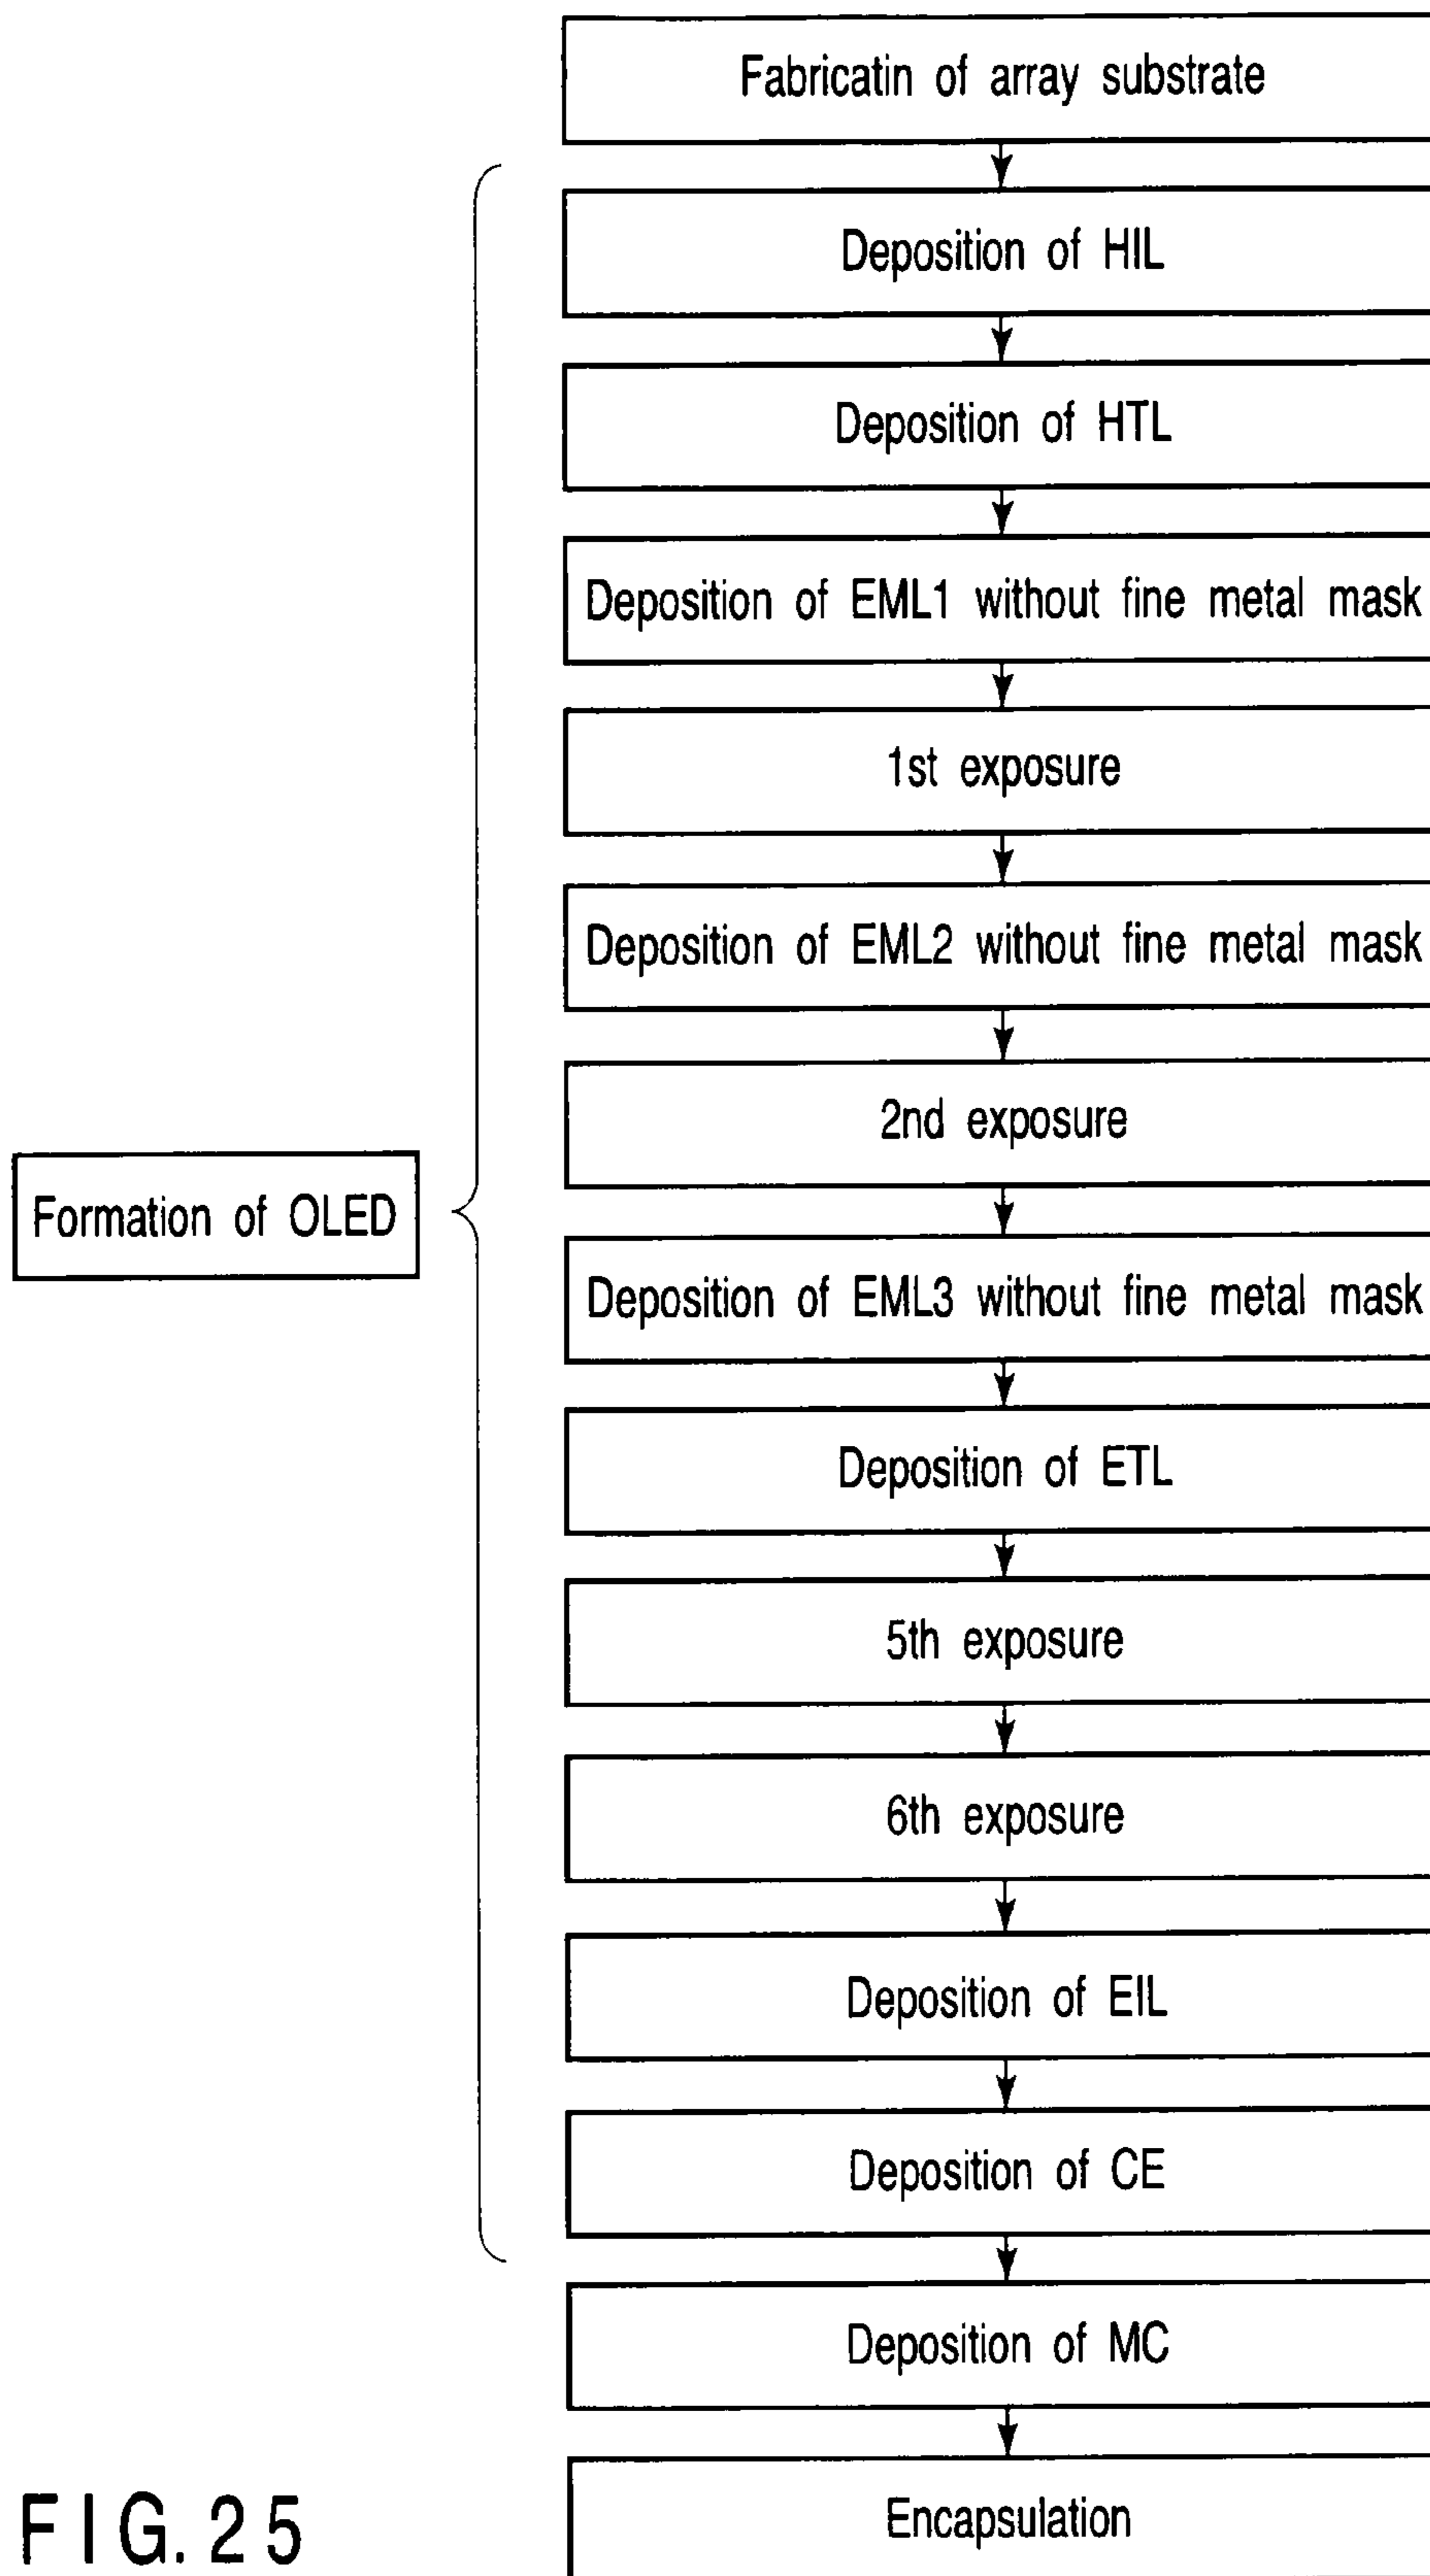 Fabricatin of array substrate
Deposition of HIL
Deposition of HTL
Deposition of EML1 without fine metal mask
1st exposure
Deposition of EML2 without fine metal mask
2nd exposure
Formation of OLED
Deposition of EML3 without fine metal mask
Deposition of ETL
5th exposure
6th exposure
Deposition of EIL
Deposition of CE
Deposition of MC
Encapsulation
FIG. 25